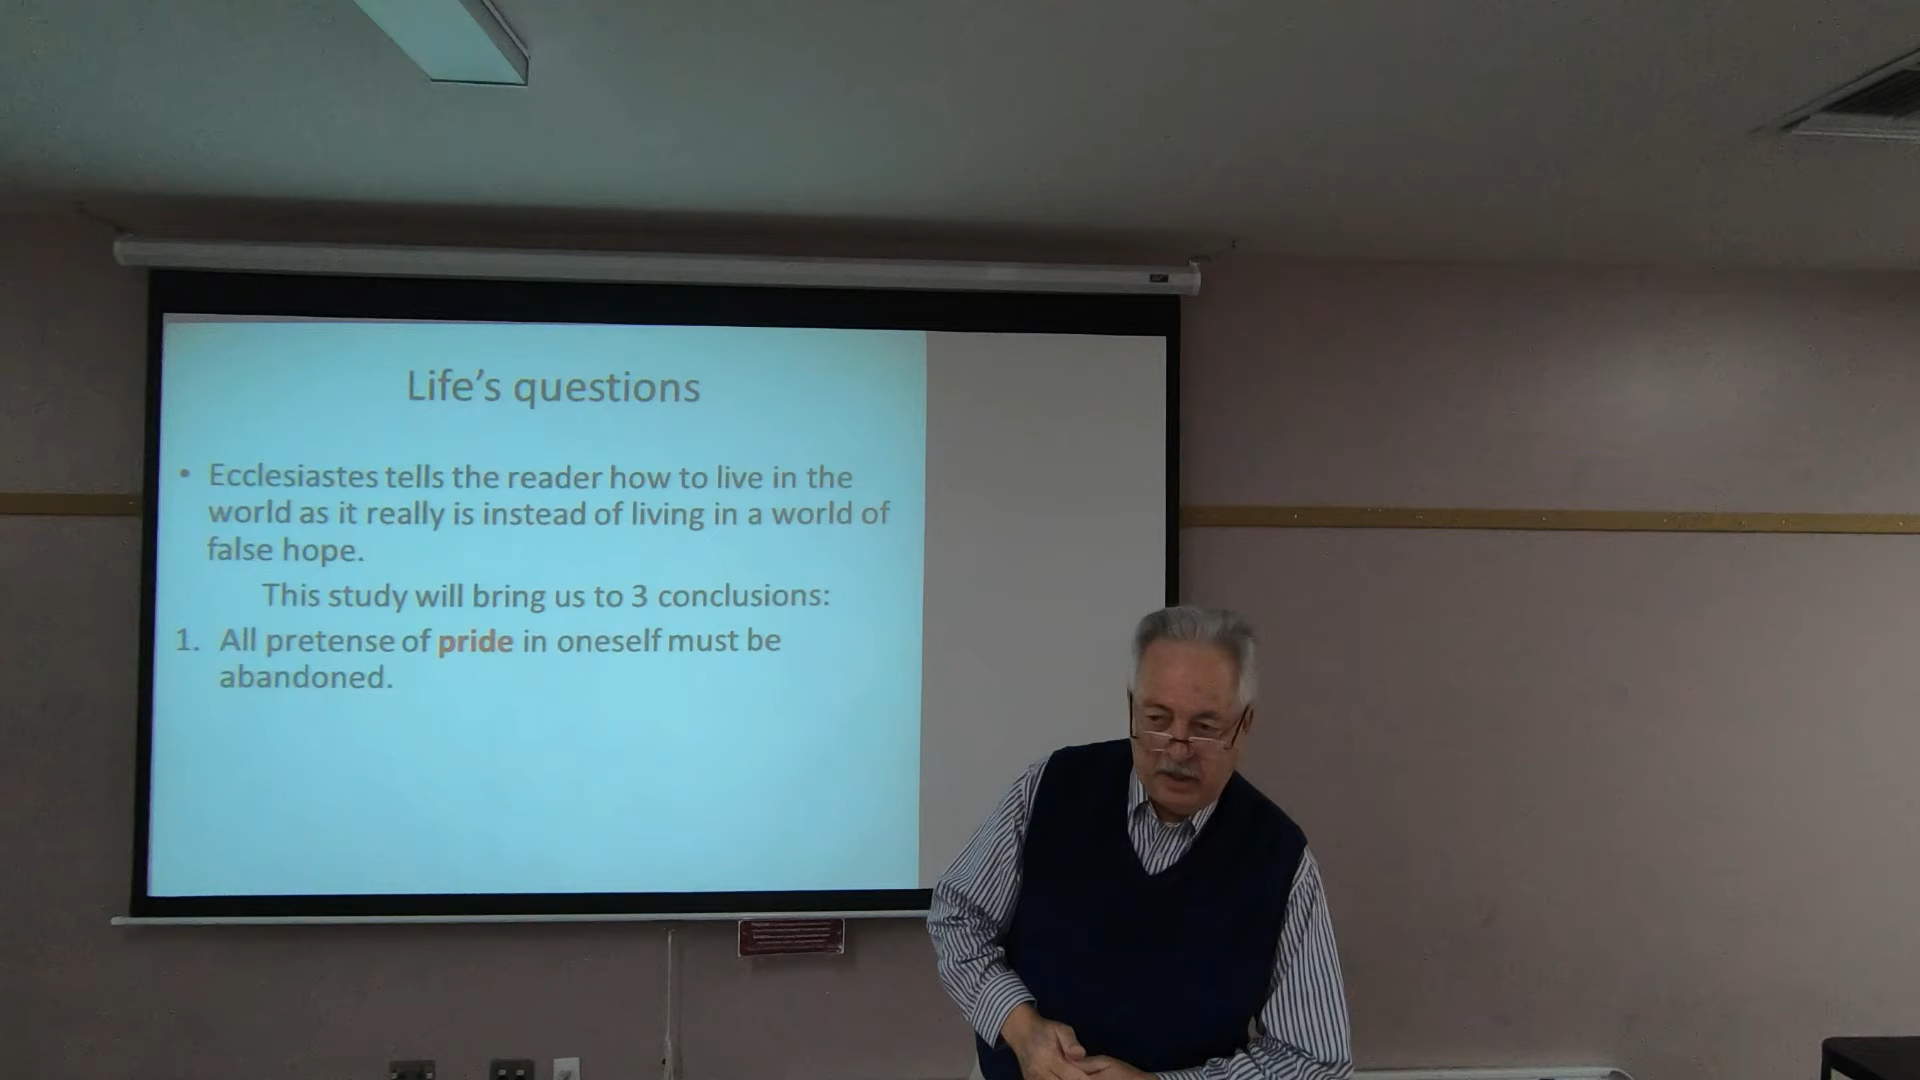 Life's questions
• Ecclesiastes tells the reader how to live in the
world as it really is instead of living in a world of
false hope.
This study will bring us to 3 conclusions:
1. All pretense of pride in oneself must be
abandoned.